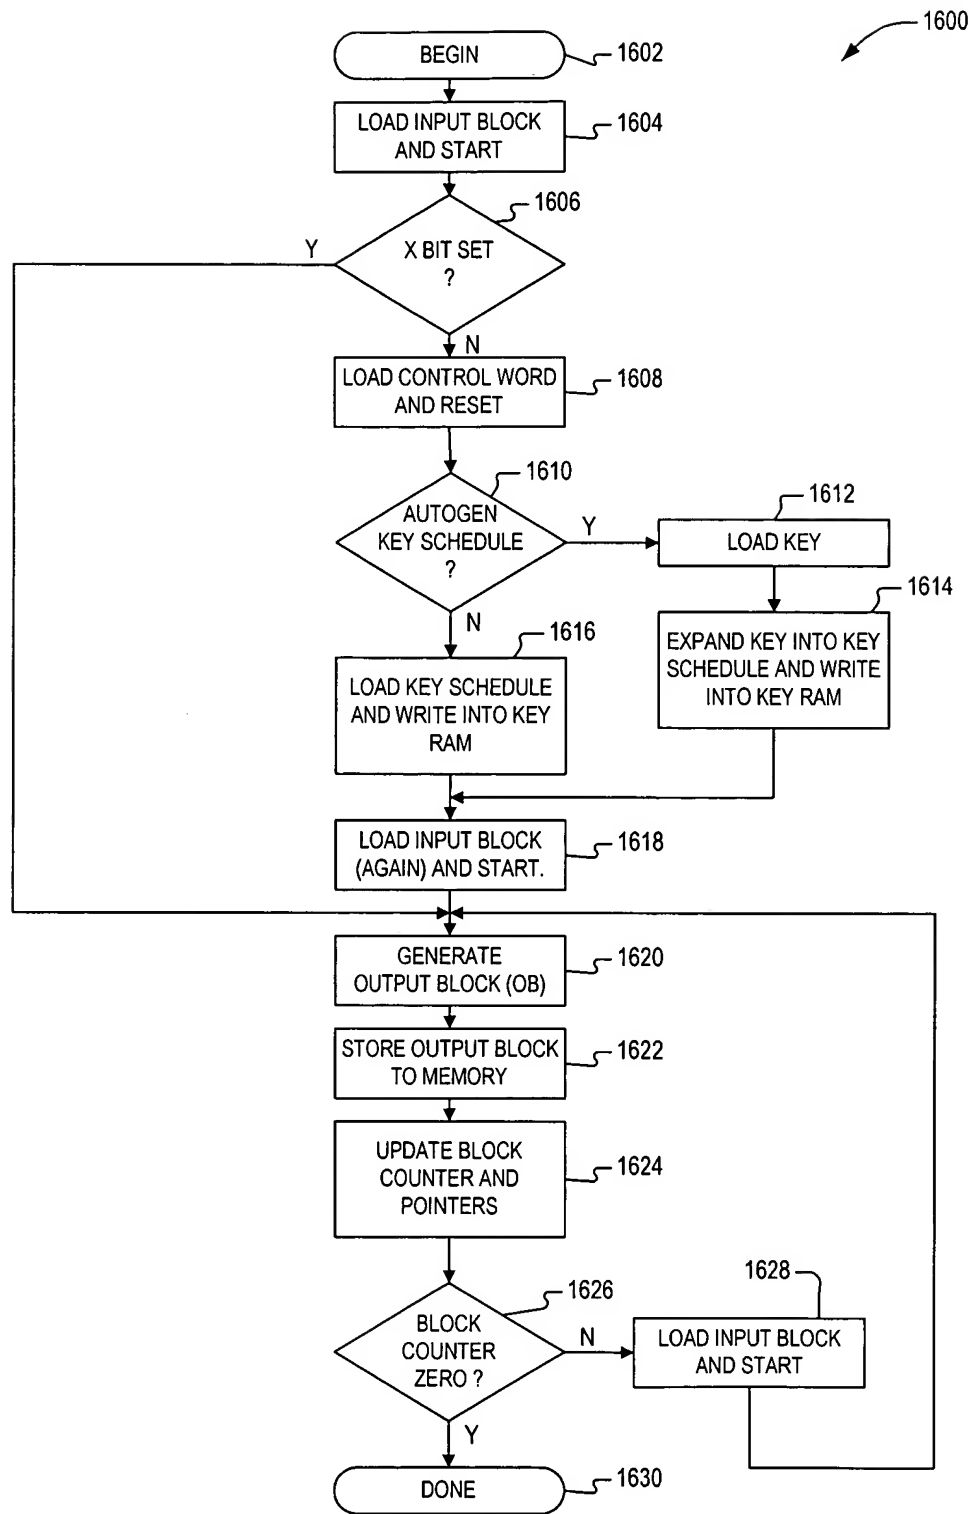 1600
BEGIN
1602
LOAD INPUT BLOCK
AND START
1604
1606
X BIT SET
?
Y
N
LOAD CONTROL WORD
AND RESET
1608
1610
AUTOGEN
KEY SCHEDULE
?
Y
N
1612
LOAD KEY
1614
EXPAND KEY INTO KEY
SCHEDULE AND WRITE
INTO KEY RAM
1616
LOAD KEY SCHEDULE
AND WRITE INTO KEY
RAM
LOAD INPUT BLOCK
(AGAIN) AND START.
1618
GENERATE
OUTPUT BLOCK (OB)
1620
STORE OUTPUT BLOCK
TO MEMORY
1622
UPDATE BLOCK
COUNTER AND
POINTERS
1624
1626
BLOCK
COUNTER
ZERO ?
N
Y
1628
LOAD INPUT BLOCK
AND START
DONE
1630